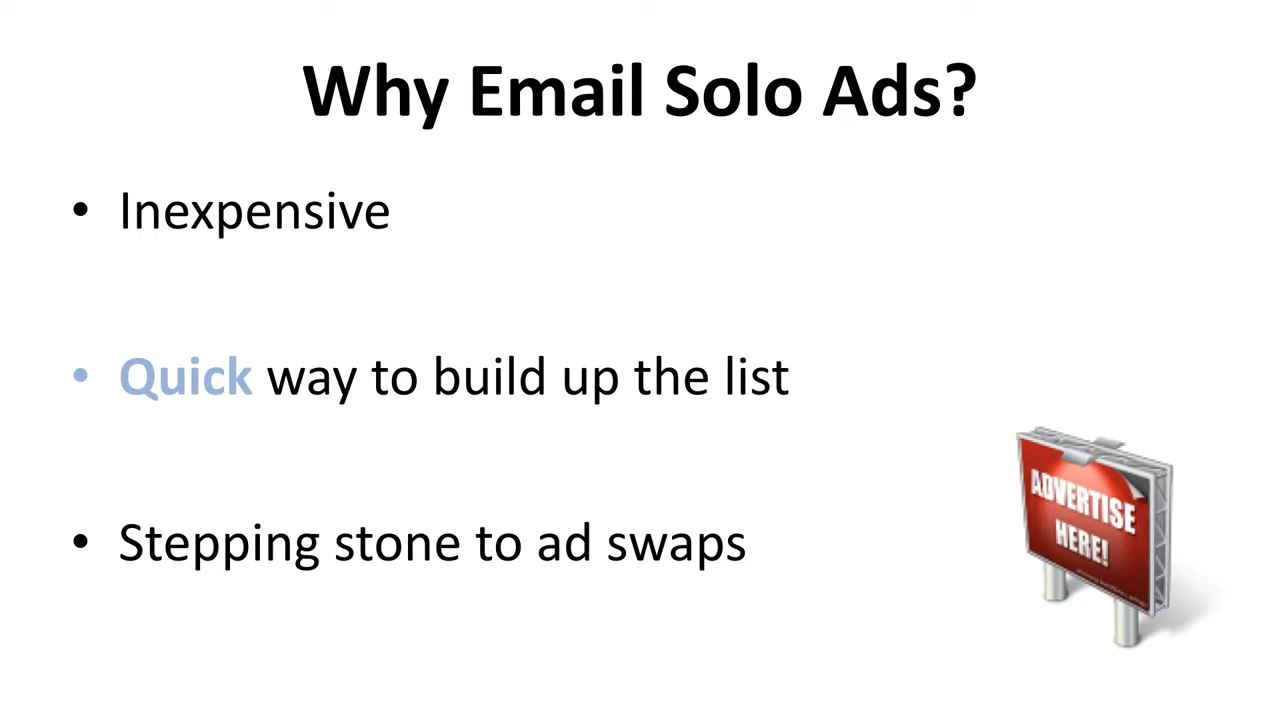 Why Email Solo Ads?
• Inexpensive
• Quick way to build up the list
• Stepping stone to ad swaps
ADVERTISE
HERE!